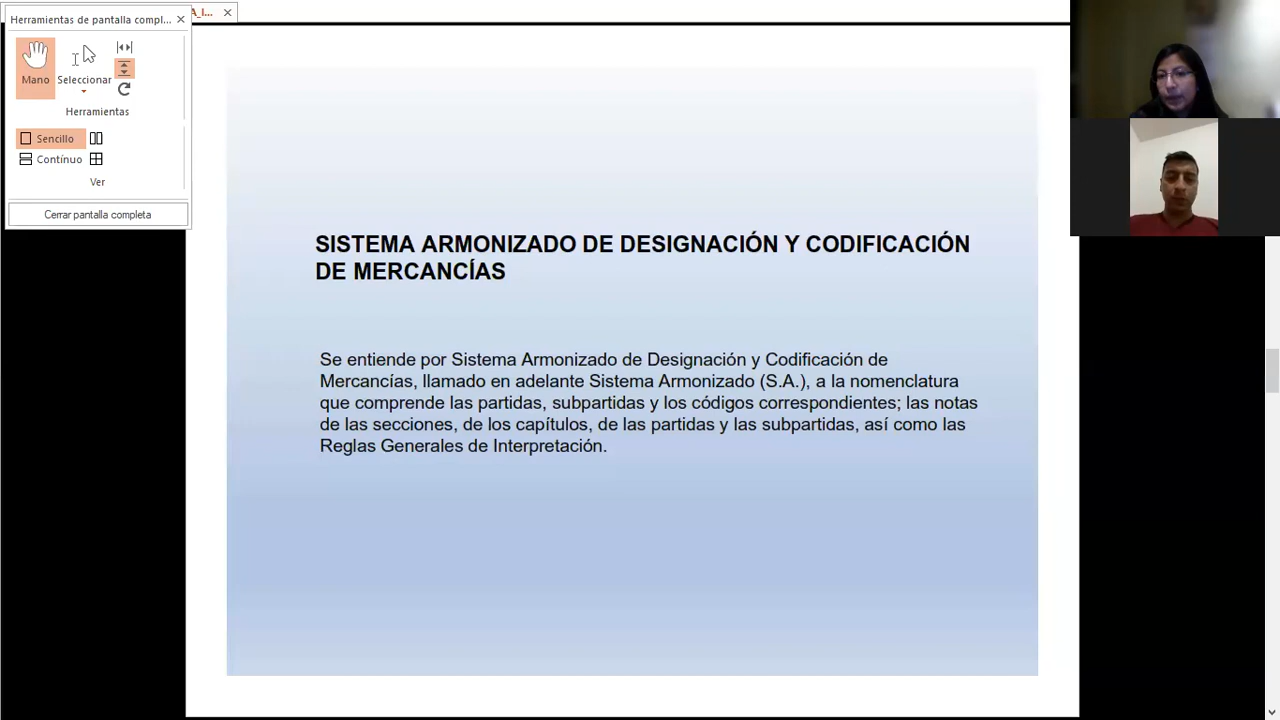 Herramientas de pantalla compl...
A_I...
Mano
Seleccionar
Herramientas
Sencillo
Contínuo
Ver
Cerrar pantalla completa
SISTEMA ARMONIZADO DE DESIGNACIÓN Y CODIFICACIÓN
DE MERCANCÍAS
Se entiende por Sistema Armonizado de Designación y Codificación de
Mercancías, llamado en adelante Sistema Armonizado (S.A.), a la nomenclatura
que comprende las partidas, subpartidas y los códigos correspondientes; las notas
de las secciones, de los capítulos, de las partidas y las subpartidas, así como las
Reglas Generales de Interpretación.